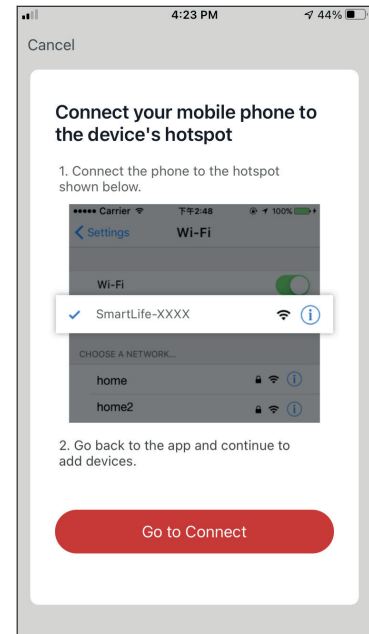 4:23 PM
44%
Cancel
Connect your mobile phone to
the device's hotspot
1. Connect the phone to the hotspot
shown below.
Carrier 下午2:48 100%
Settings Wi-Fi
Wi-Fi
SmartLife-XXXX
CHOOSE A NETWORK...
home
home2
2. Go back to the app and continue to
add devices.
Go to Connect